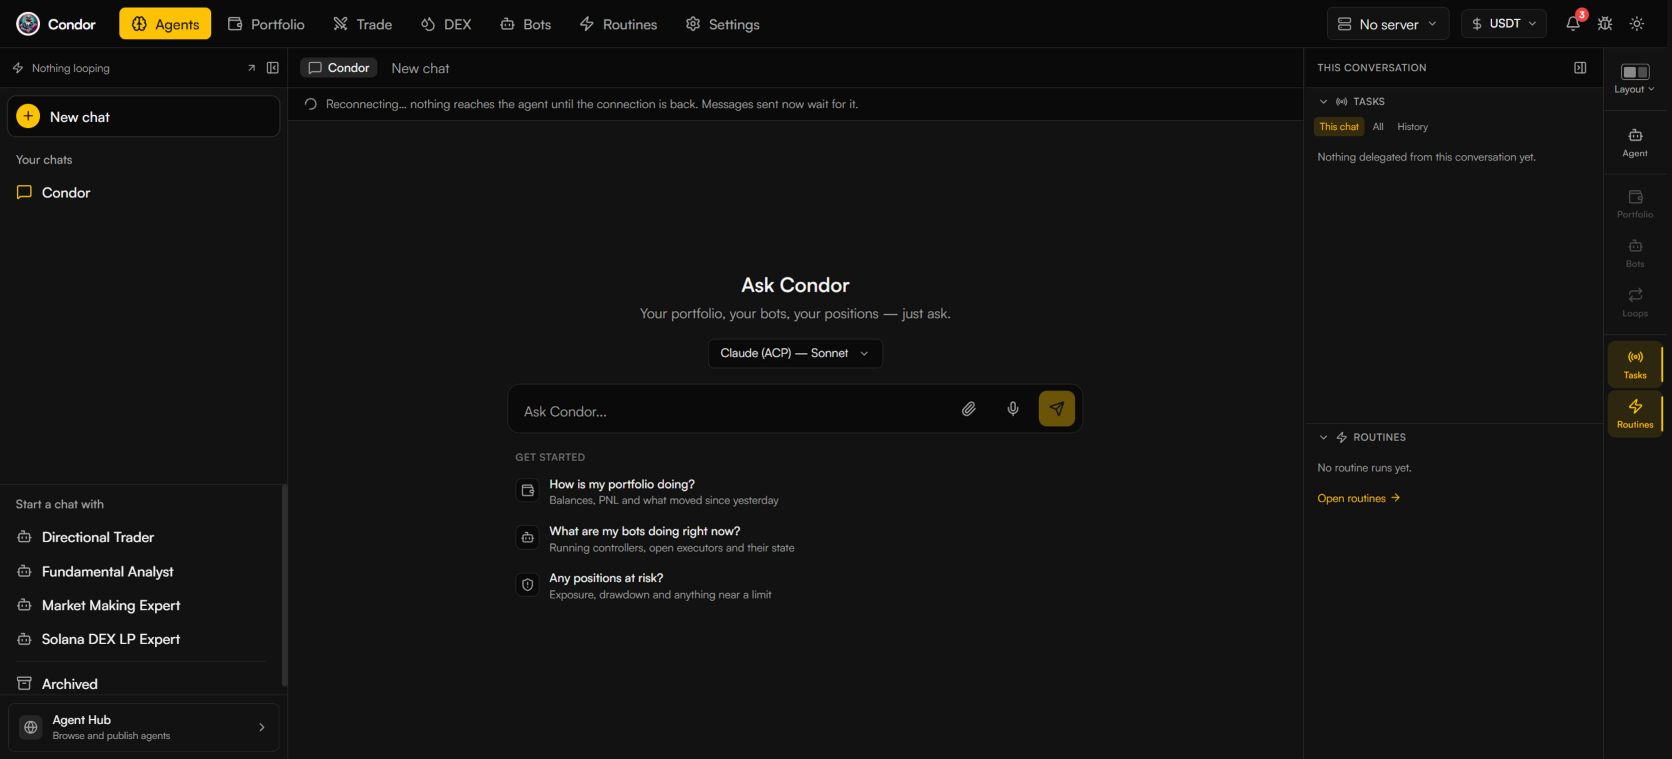 Condor
Agents
Portfolio
Trade
DEX
Bots
Routines
Settings
No server
$ USDT
3
Nothing looping
New chat
Your chats
Condor
Start a chat with
Directional Trader
Fundamental Analyst
Market Making Expert
Solana DEX LP Expert
Archived
Agent Hub
Browse and publish agents
Condor
New chat
Reconnecting... nothing reaches the agent until the connection is back. Messages sent now wait for it.
Ask Condor
Your portfolio, your bots, your positions — just ask.
Claude (ACP) — Sonnet
Ask Condor...
GET STARTED
How is my portfolio doing?
Balances, PNL and what moved since yesterday
What are my bots doing right now?
Running controllers, open executors and their state
Any positions at risk?
Exposure, drawdown and anything near a limit
THIS CONVERSATION
TASKS
This chat
All
History
Nothing delegated from this conversation yet.
ROUTINES
No routine runs yet.
Open routines →
Layout
Agent
Portfolio
Bots
Loops
Tasks
Routines